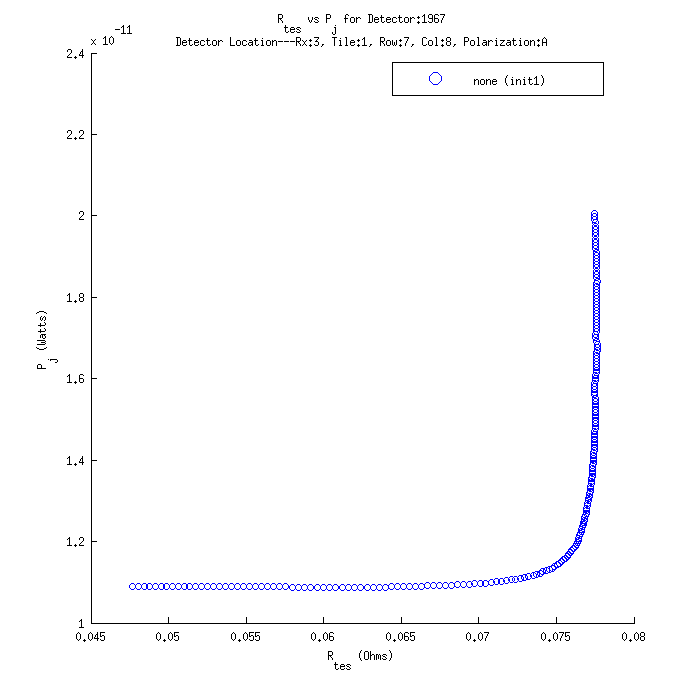 R_tes vs P_j for Detector:1967
Detector Location---Rx:3, Tile:1, Row:7, Col:8, Polarization:A
x 10^-11
none (init1)
2.4
2.2
2
1.8
1.6
1.4
1.2
1
P_j (Watts)
0.045 0.05 0.055 0.06 0.065 0.07 0.075 0.08
R_tes (Ohms)